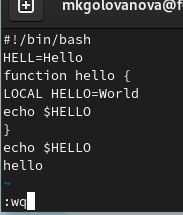 mkgolovanova@f
#!/bin/bash
HELL=Hello
function hello {
LOCAL HELLO=World
echo $HELLO
}
echo $HELLO
hello
~
:wq